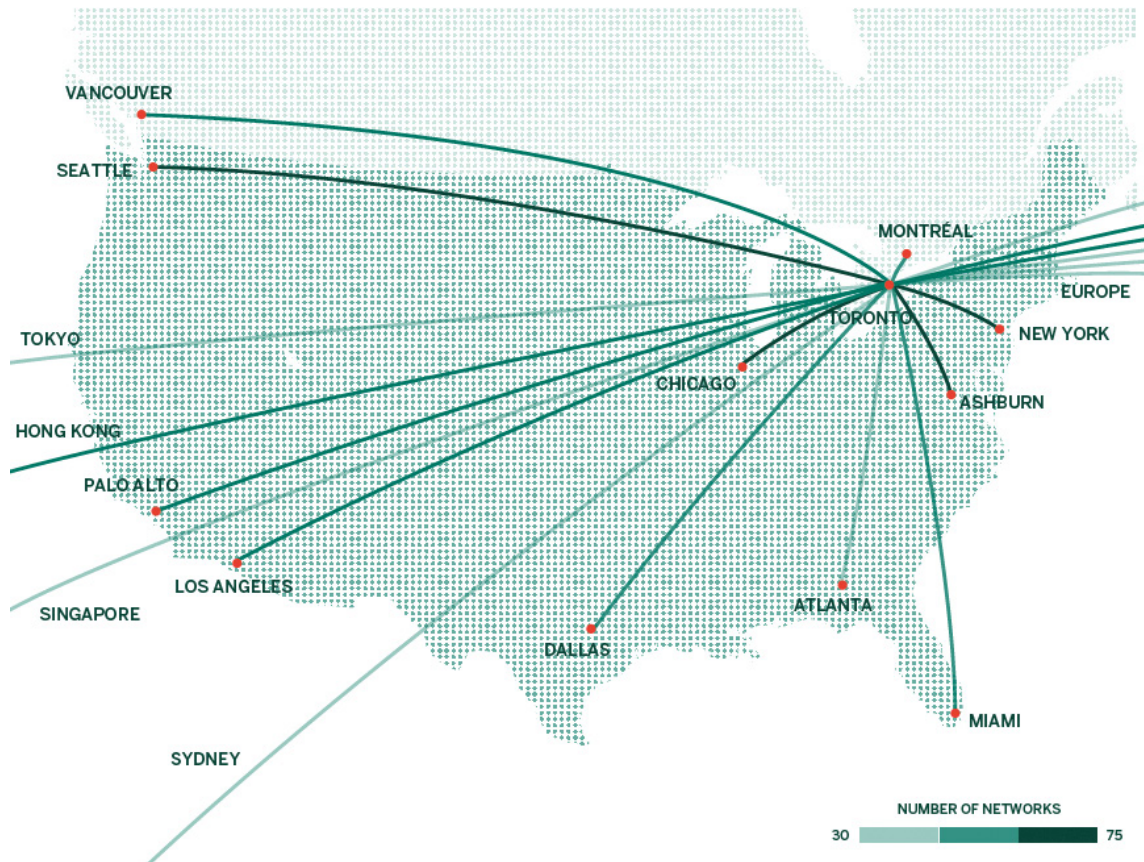 VANCOUVER
SEATTLE
MONTRÉAL
EUROPE
TORONTO
TOKYO
NEW YORK
CHICAGO
ASHBURN
HONG KONG
PALO ALTO
LOS ANGELES
SINGAPORE
ATLANTA
DALLAS
MIAMI
SYDNEY
NUMBER OF NETWORKS
30 75